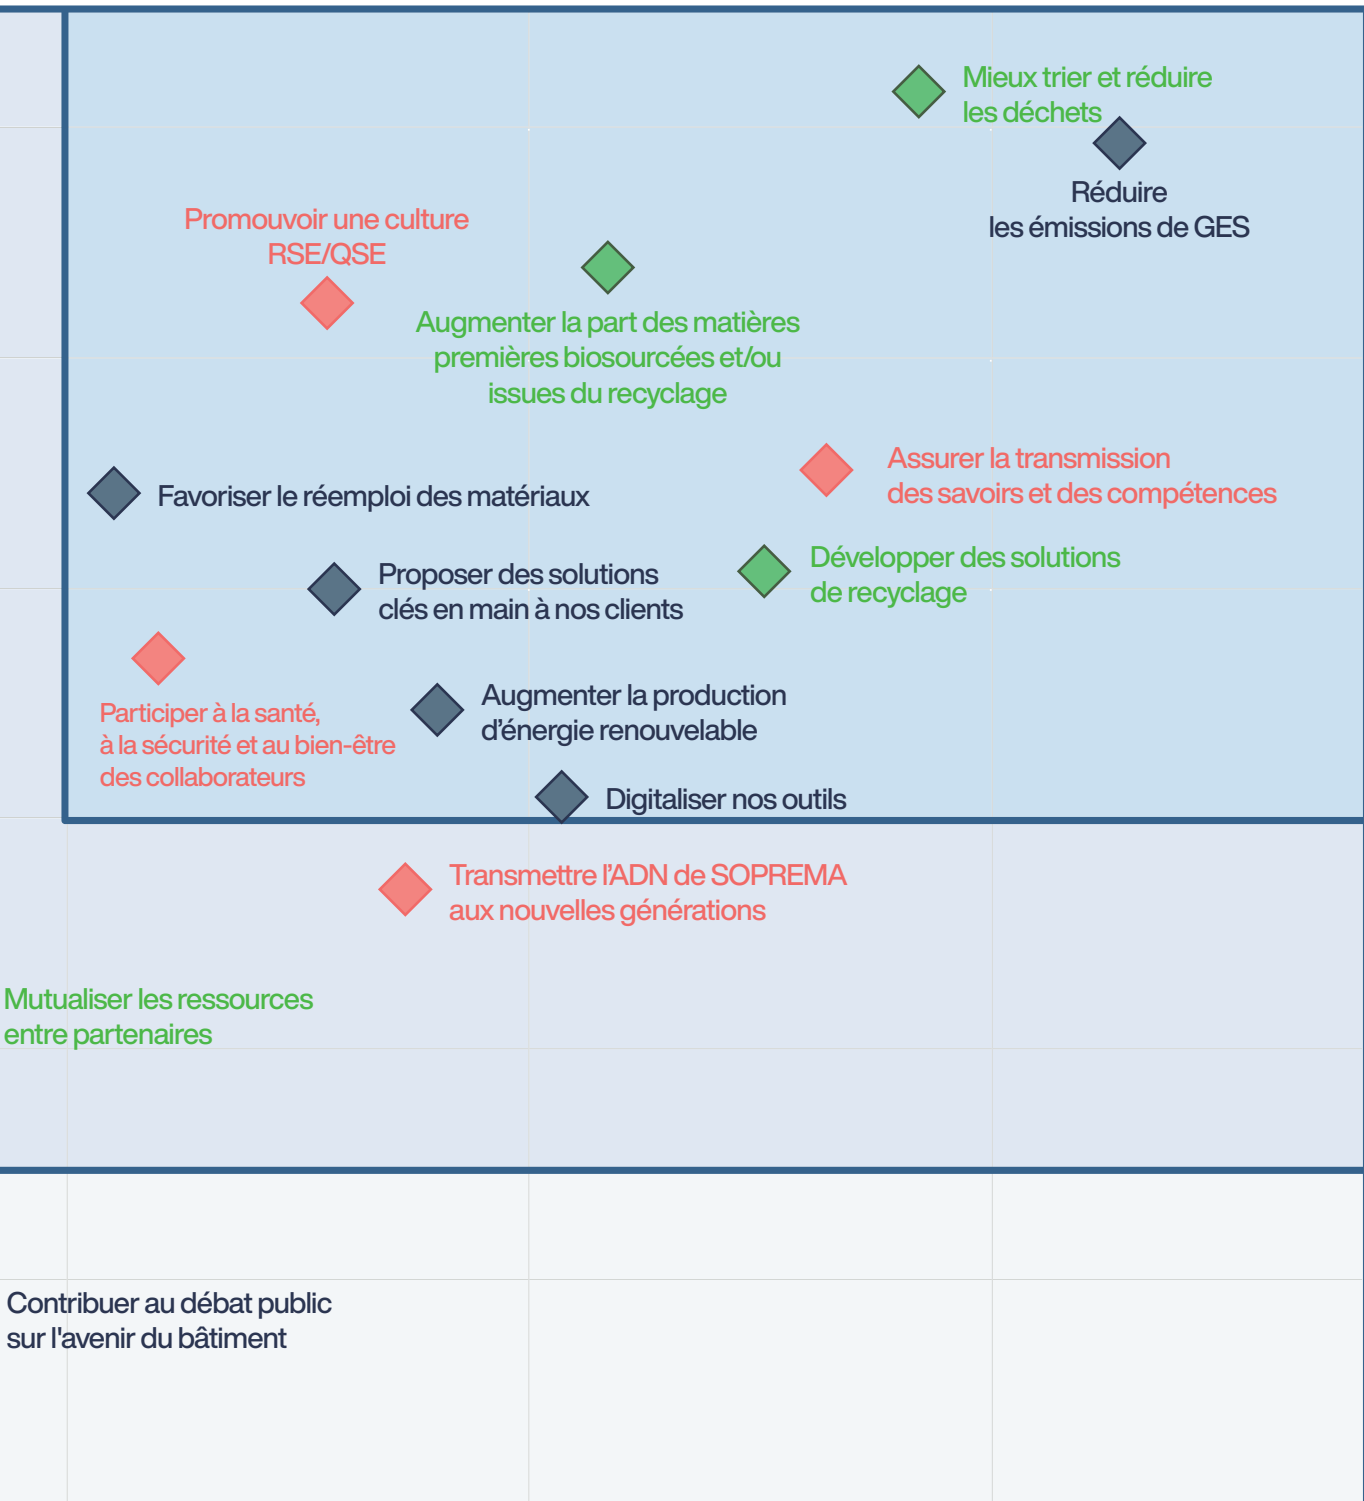 Mieux trier et réduire
les déchets
Réduire
les émissions de GES
Promouvoir une culture
RSE/QSE
Augmenter la part des matières
premières biosourcées et/ou
issues du recyclage
Assurer la transmission
des savoirs et des compétences
Favoriser le réemploi des matériaux
Développer des solutions
de recyclage
Proposer des solutions
clés en main à nos clients
Participer à la santé,
à la sécurité et au bien-être
des collaborateurs
Augmenter la production
d’énergie renouvelable
Digitaliser nos outils
Transmettre l’ADN de SOPREMA
aux nouvelles générations
Mutualiser les ressources
entre partenaires
Contribuer au débat public
sur l'avenir du bâtiment